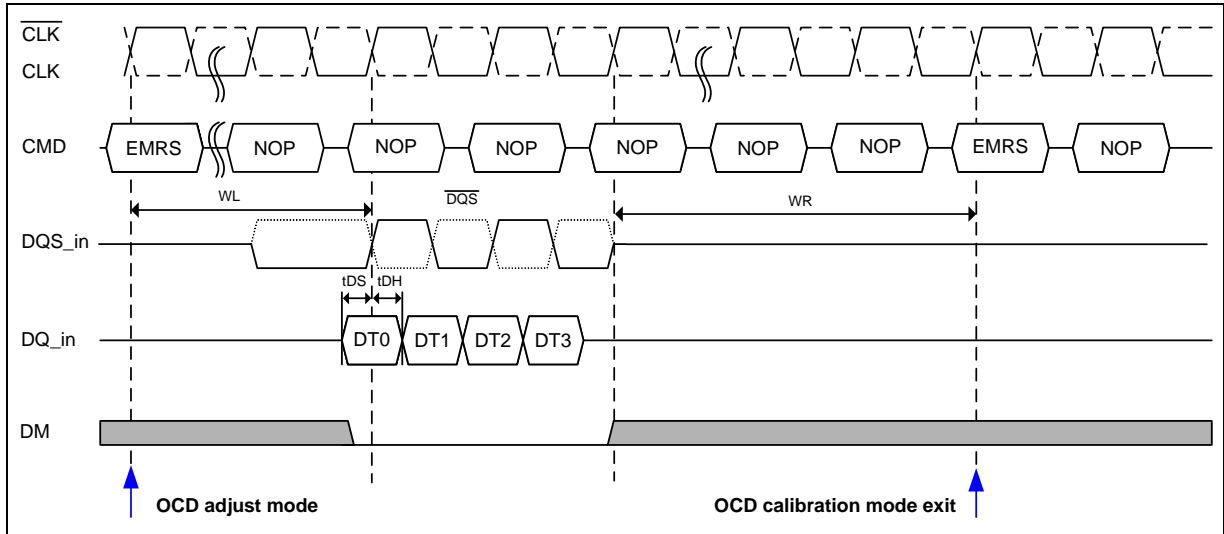 CLK
CLK
CMD EMRS NOP NOP NOP NOP NOP NOP EMRS NOP
WL DQS WR
DQS_in
tDS tDH
DQ_in DT0 DT1 DT2 DT3
DM
OCD adjust mode OCD calibration mode exit